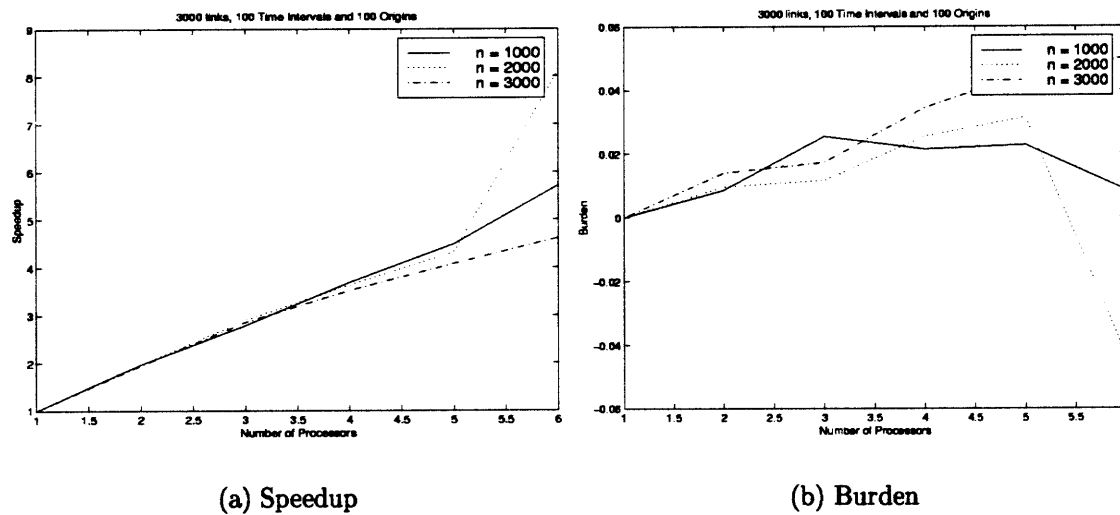 3000 links, 100 Time Intervals and 100 Origins
9
8
7
6
5
4
3
2
1
Speedup
n = 1000
n = 2000
n = 3000
1 1.5 2 2.5 3 3.5 4 4.5 5 5.5 6
Number of Processors
(a) Speedup
3000 links, 100 Time Intervals and 100 Origins
0.06
0.04
0.02
0
-0.02
-0.04
-0.06
Burden
n = 1000
n = 2000
n = 3000
1 1.5 2 2.5 3 3.5 4 4.5 5 5.5
Number of Processors
(b) Burden